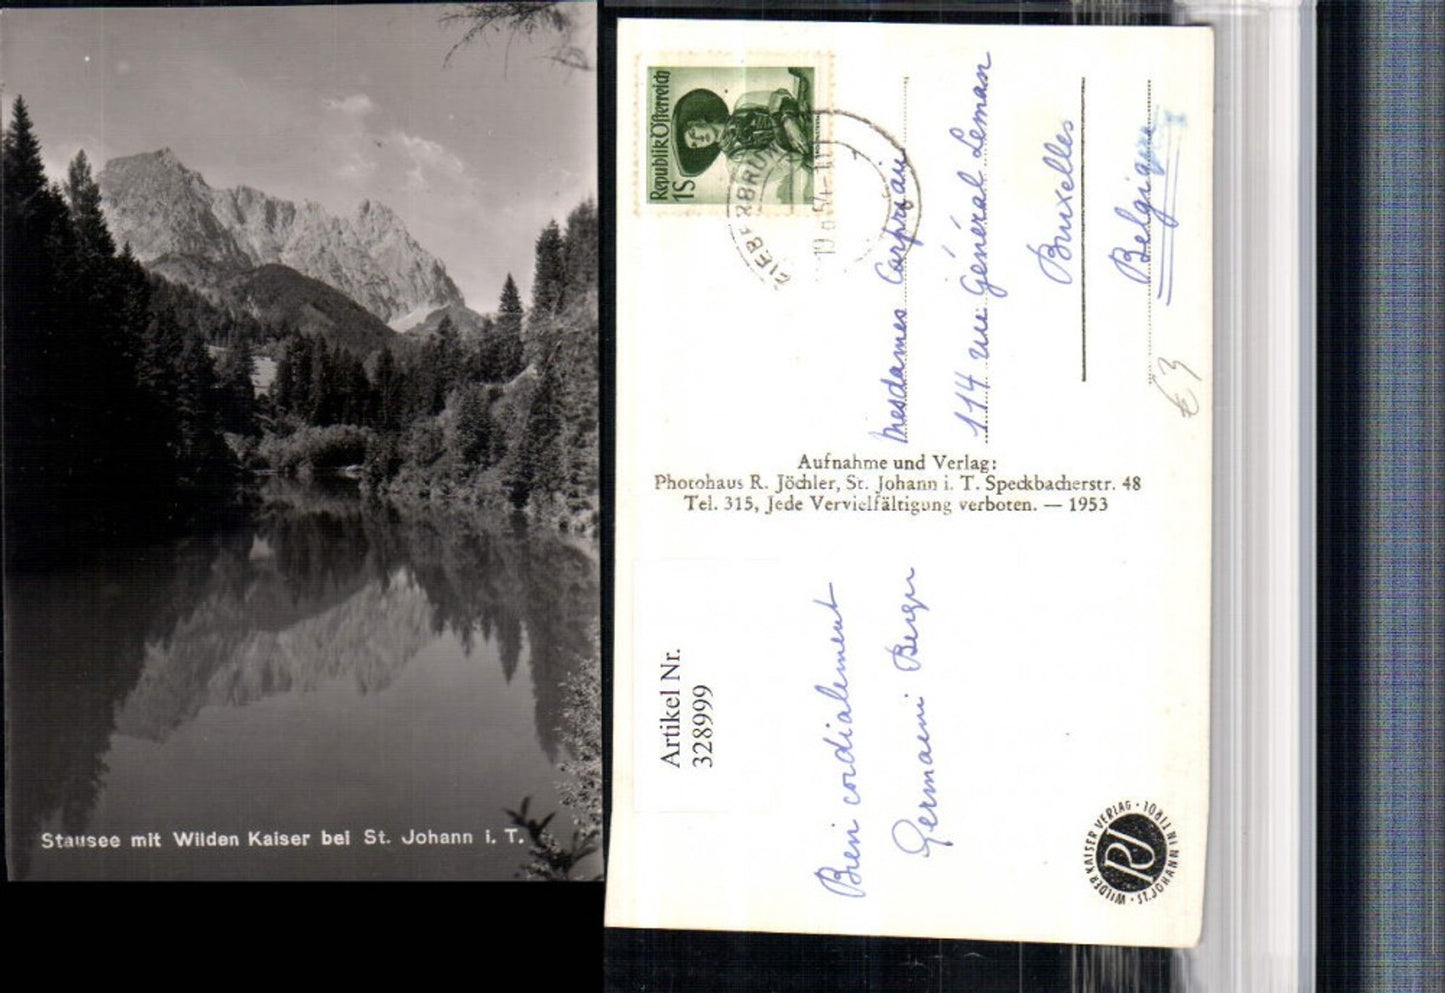 Stausee mit Wilden Kaiser bei St. Johann i. T.
Republik Österreich
1S
Mesdames
114 rue Général Leman
Bruxelles
Belgique
€ 3
Aufnahme und Verlag:
Photohaus R. Jöchler, St. Johann i. T. Speckbacherstr. 48
Tel. 315, Jede Vervielfältigung verboten. — 1953
Artikel Nr.
328999
Bien cordialement
Germaine Berger
WILDER KAISER VERLAG · ST. JOHANN IN TIROL ·